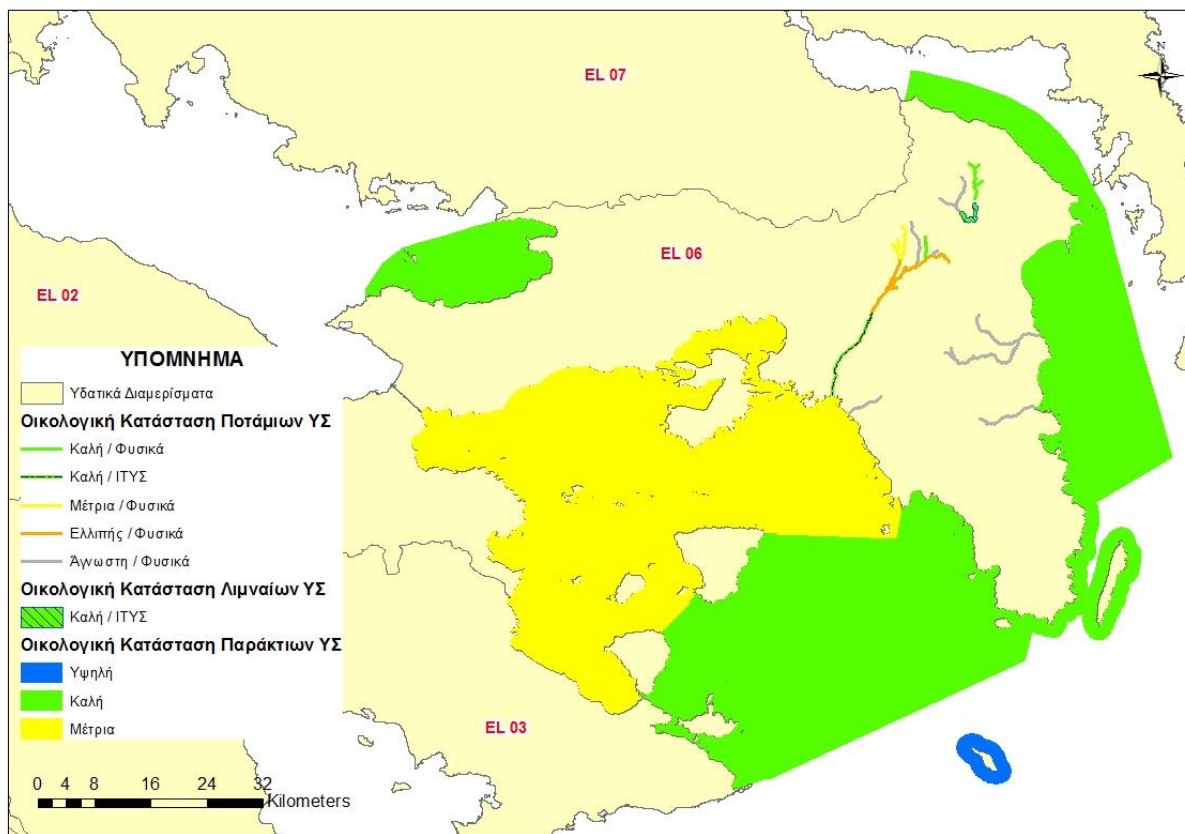 EL 07
N
EL 06
EL 02
ΥΠΟΜΝΗΜΑ
Υδατικά Διαμερίσματα
Οικολογική Κατάσταση Ποτάμιων ΥΣ
Καλή / Φυσικά
Καλή / ΙΤΥΣ
Μέτρια / Φυσικά
Ελλιπής / Φυσικά
Άγνωστη / Φυσικά
Οικολογική Κατάσταση Λιμναίων ΥΣ
Καλή / ΙΤΥΣ
Οικολογική Κατάσταση Παράκτιων ΥΣ
Υψηλή
Καλή
Μέτρια
EL 03
0 4 8 16 24 32
Kilometers